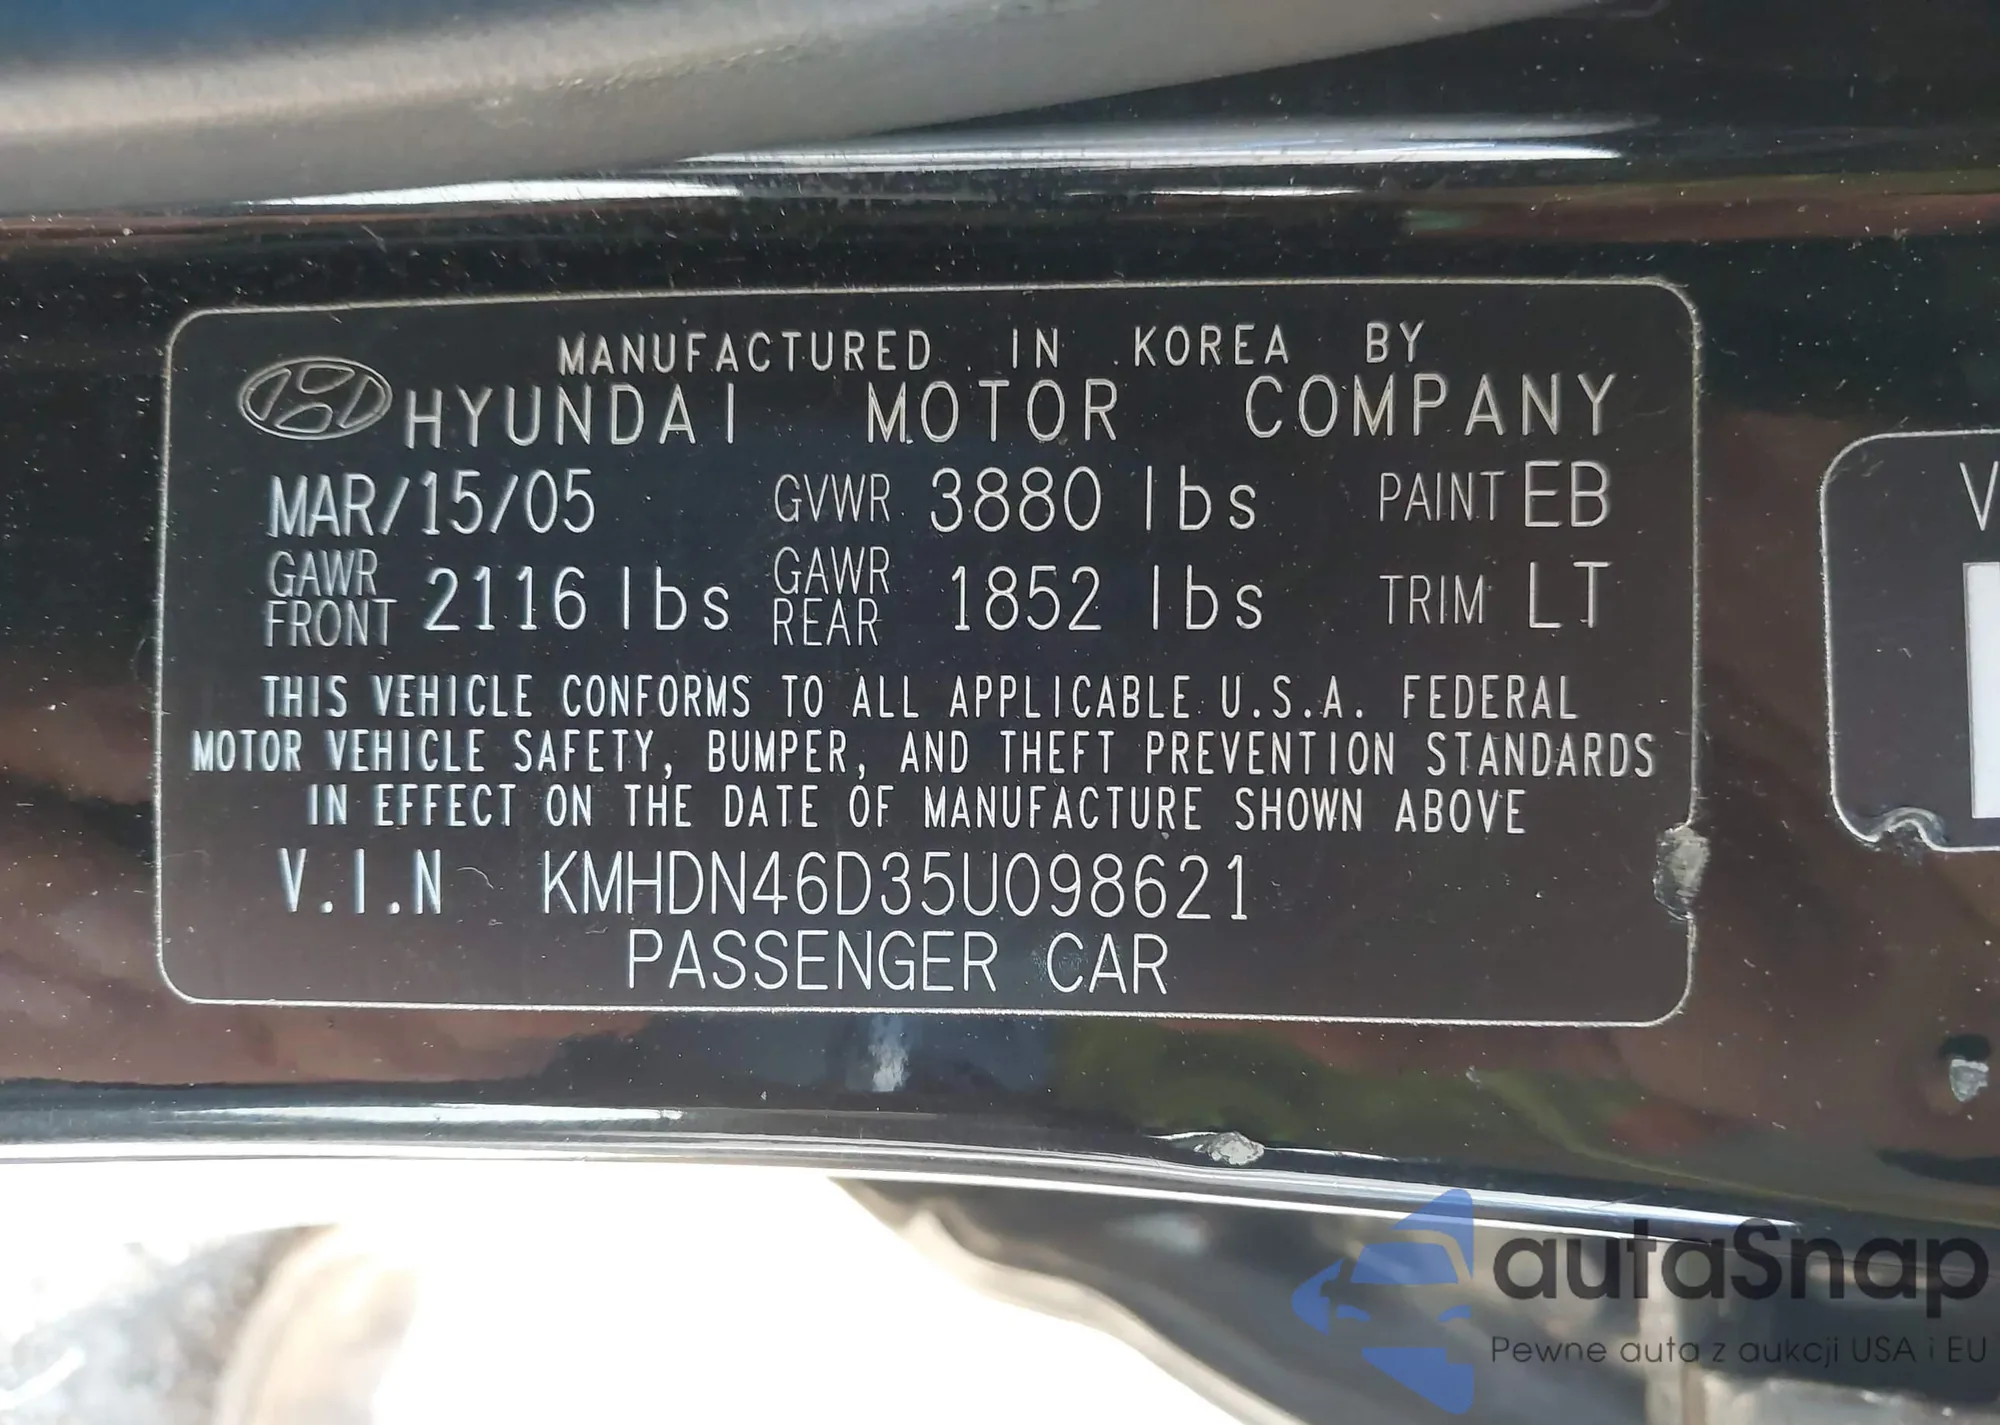 MANUFACTURED IN KOREA BY
HYUNDAI MOTOR COMPANY
MAR/15/05 GVWR 3880 lbs PAINT EB
GAWR FRONT 2116 lbs GAWR REAR 1852 lbs TRIM LT
THIS VEHICLE CONFORMS TO ALL APPLICABLE U.S.A. FEDERAL
MOTOR VEHICLE SAFETY, BUMPER, AND THEFT PREVENTION STANDARDS
IN EFFECT ON THE DATE OF MANUFACTURE SHOWN ABOVE
V.I.N KMHDN46D35U098621
PASSENGER CAR
V
autoSnap
Pewne auta z aukcji USA i EU